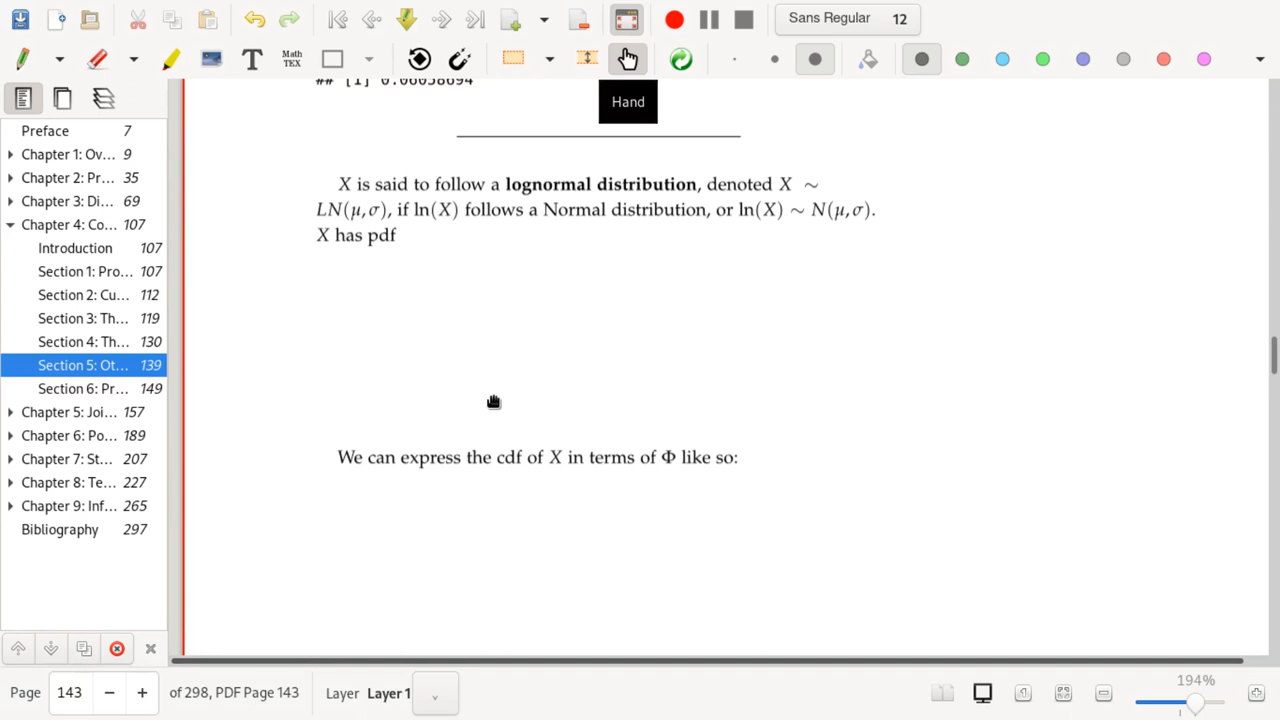 Sans Regular 12
Math
TEX
## [1] 0.06058694
Hand
Preface 7
Chapter 1: Ov... 9
Chapter 2: Pr... 35
Chapter 3: Di... 69
Chapter 4: Co... 107
Introduction 107
Section 1: Pro... 107
Section 2: Cu... 112
Section 3: Th... 119
Section 4: Th... 130
Section 5: Ot... 139
Section 6: Pr... 149
Chapter 5: Joi... 157
Chapter 6: Po... 189
Chapter 7: St... 207
Chapter 8: Te... 227
Chapter 9: Inf... 265
Bibliography 297
X is said to follow a lognormal distribution, denoted X ∼
LN(μ, σ), if ln(X) follows a Normal distribution, or ln(X) ∼ N(μ, σ).
X has pdf
We can express the cdf of X in terms of Φ like so:
Page 143 of 298, PDF Page 143 Layer Layer 1
194%